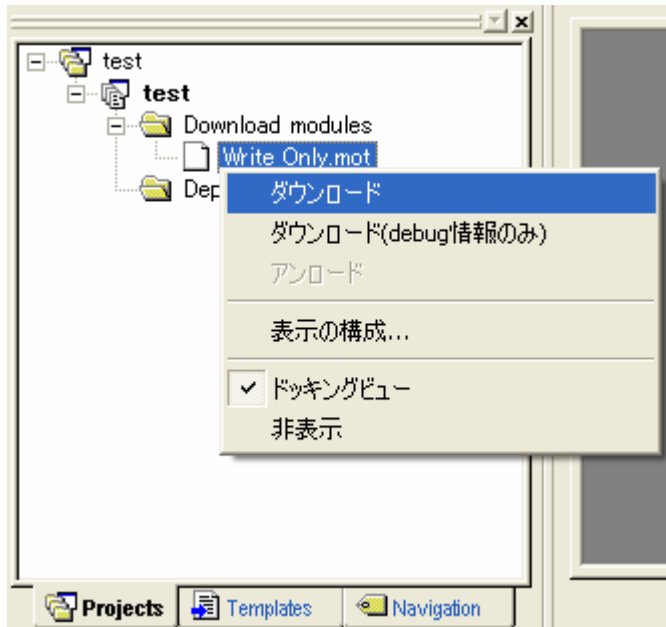 test
test
Download modules
Write Only.mot
Dep
ダウンロード
ダウンロード(debug情報のみ)
アンロード
表示の構成...
ドッキングビュー
非表示
Projects
Templates
Navigation